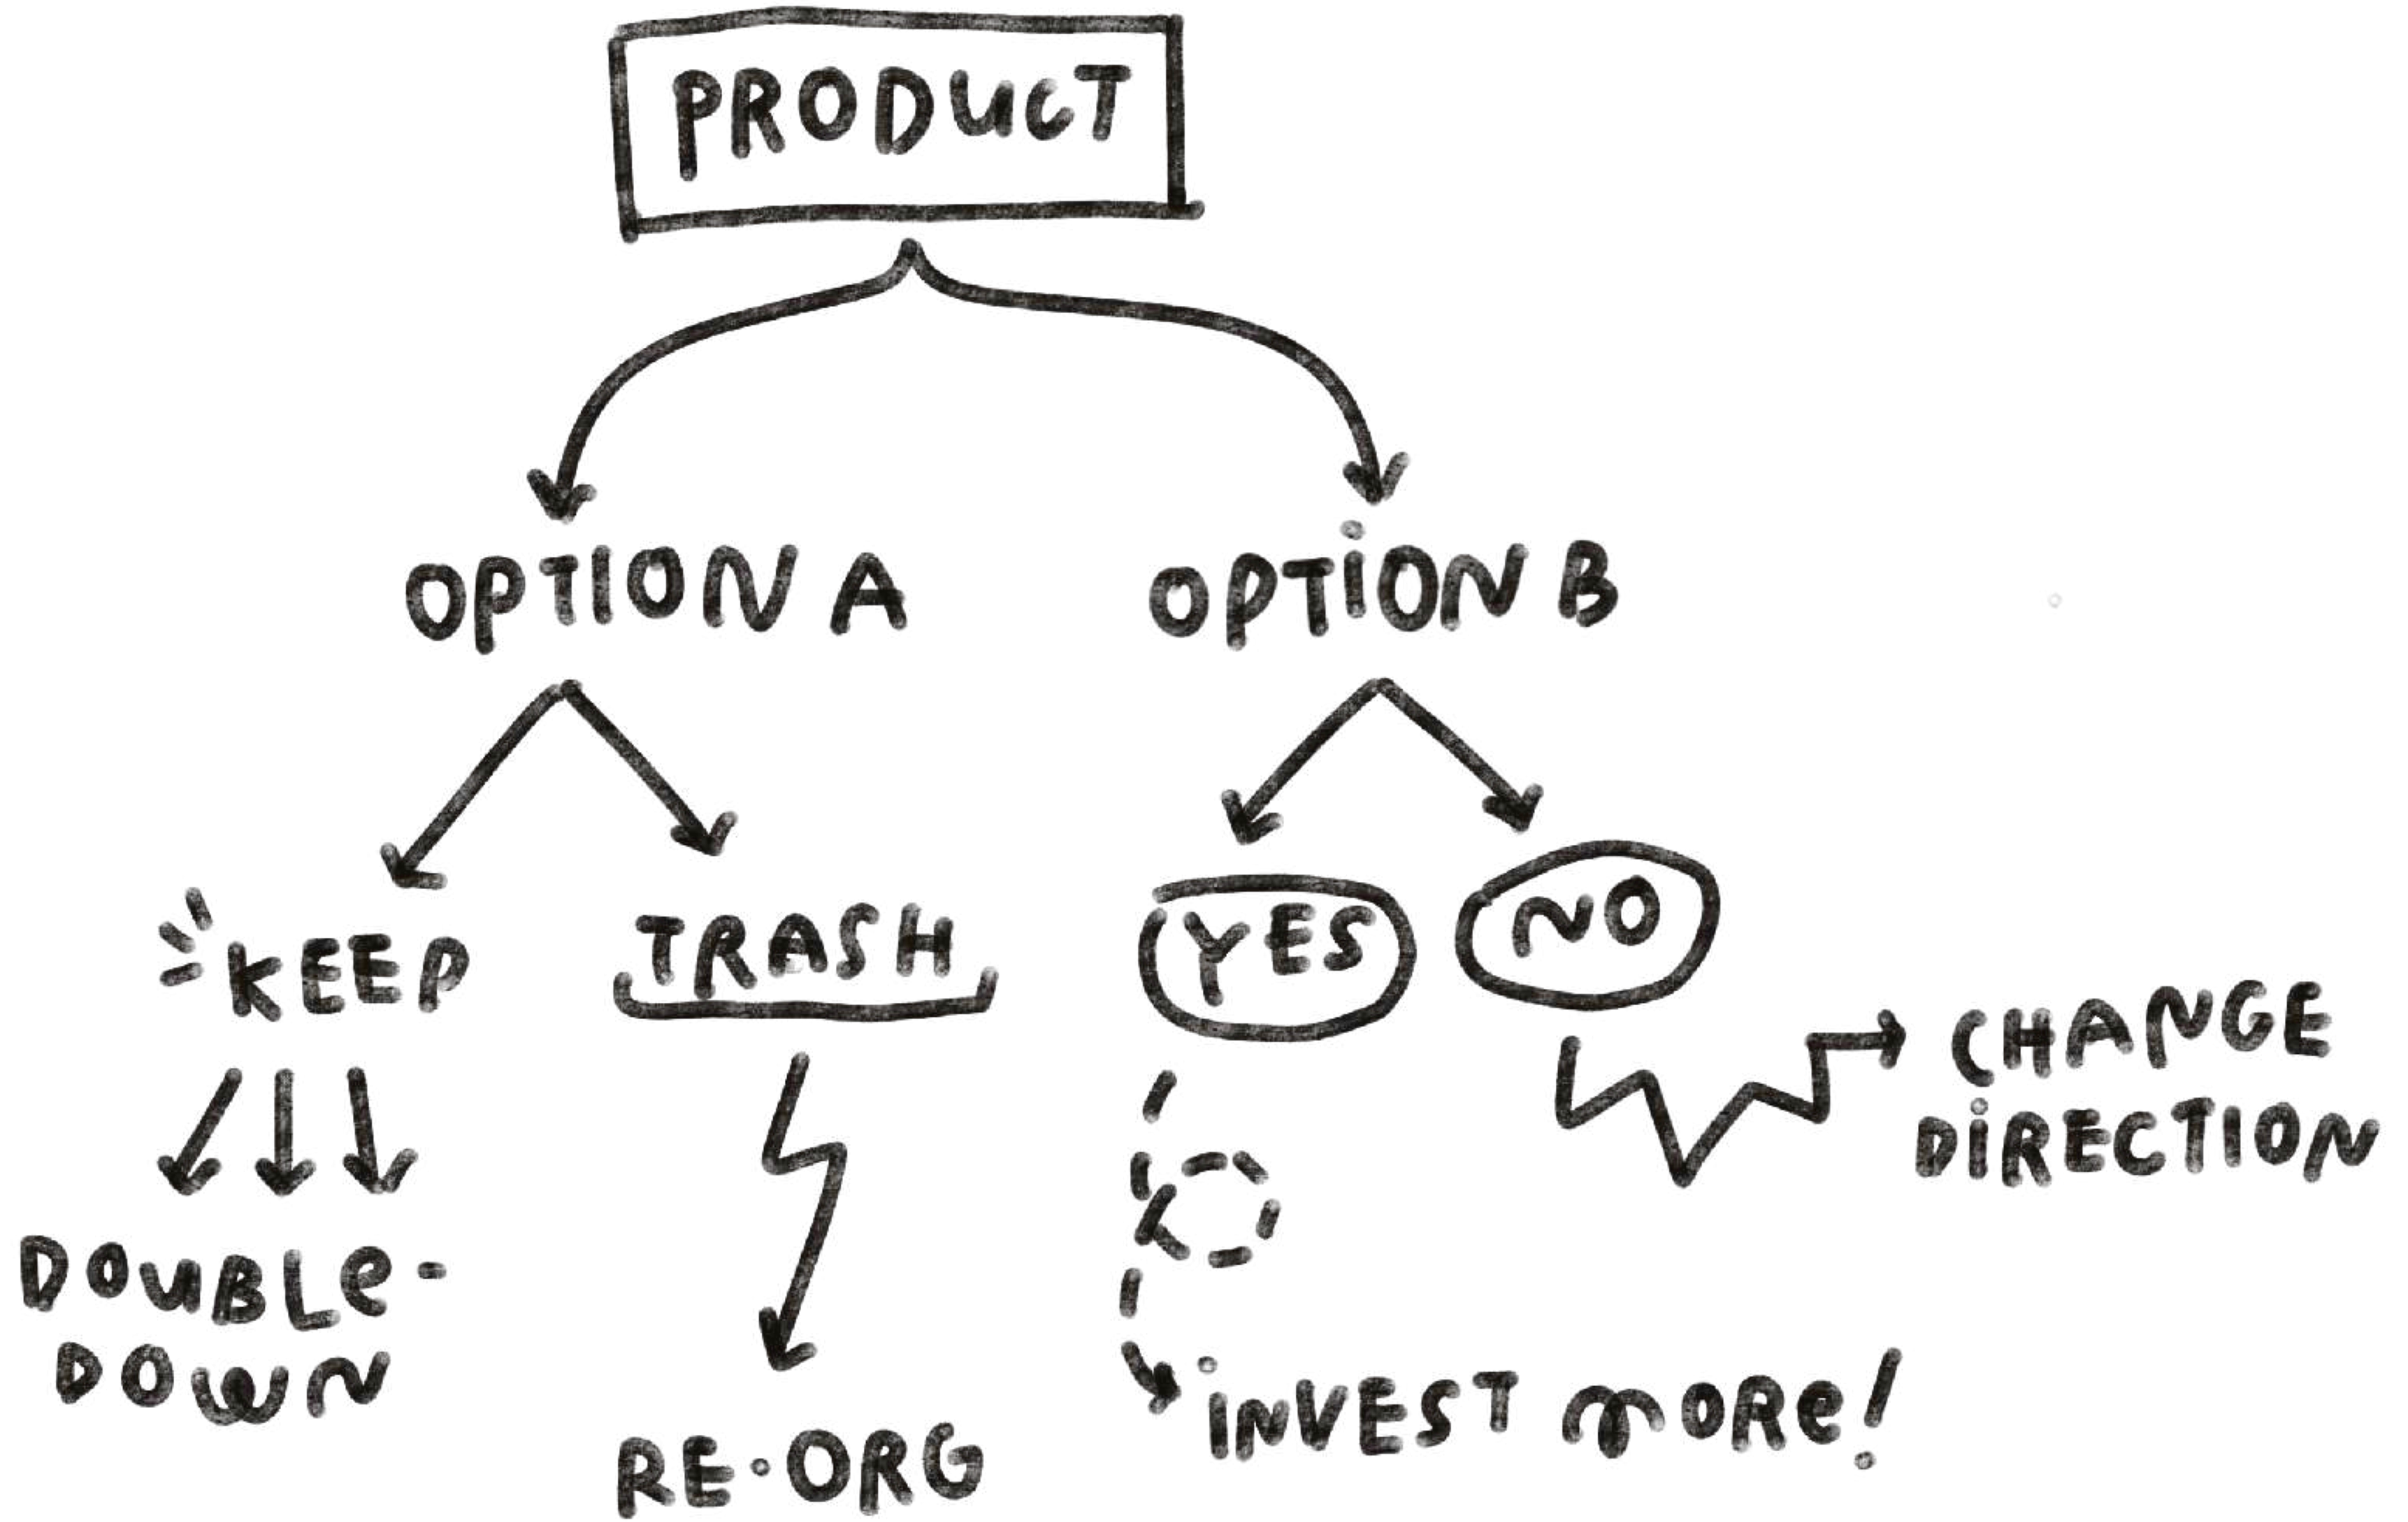 PRODUCT
OPTION A
OPTION B
KEEP
TRASH
YES
NO
CHANGE
DIRECTION
DOUBLE-
DOWN
RE-ORG
INVEST MORE!